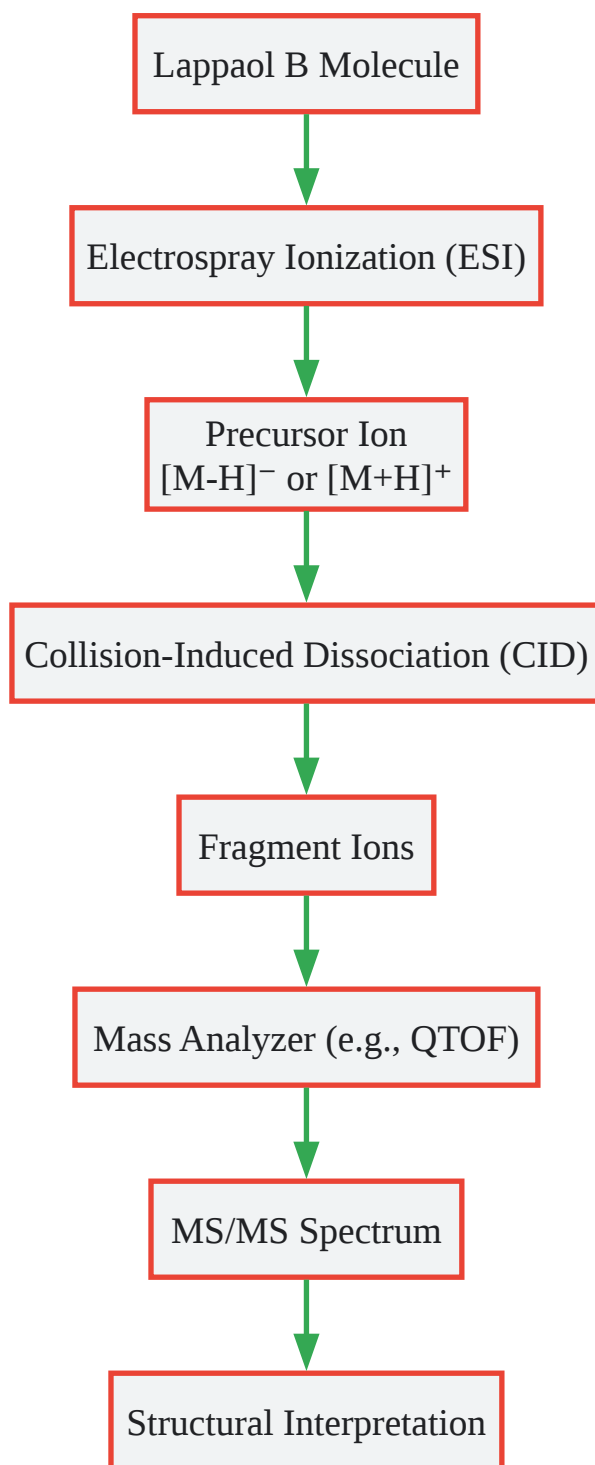 Lappaol B Molecule
Electrospray Ionization (ESI)
Precursor Ion
[M-H]⁻ or [M+H]⁺
Collision-Induced Dissociation (CID)
Fragment Ions
Mass Analyzer (e.g., QTOF)
MS/MS Spectrum
Structural Interpretation